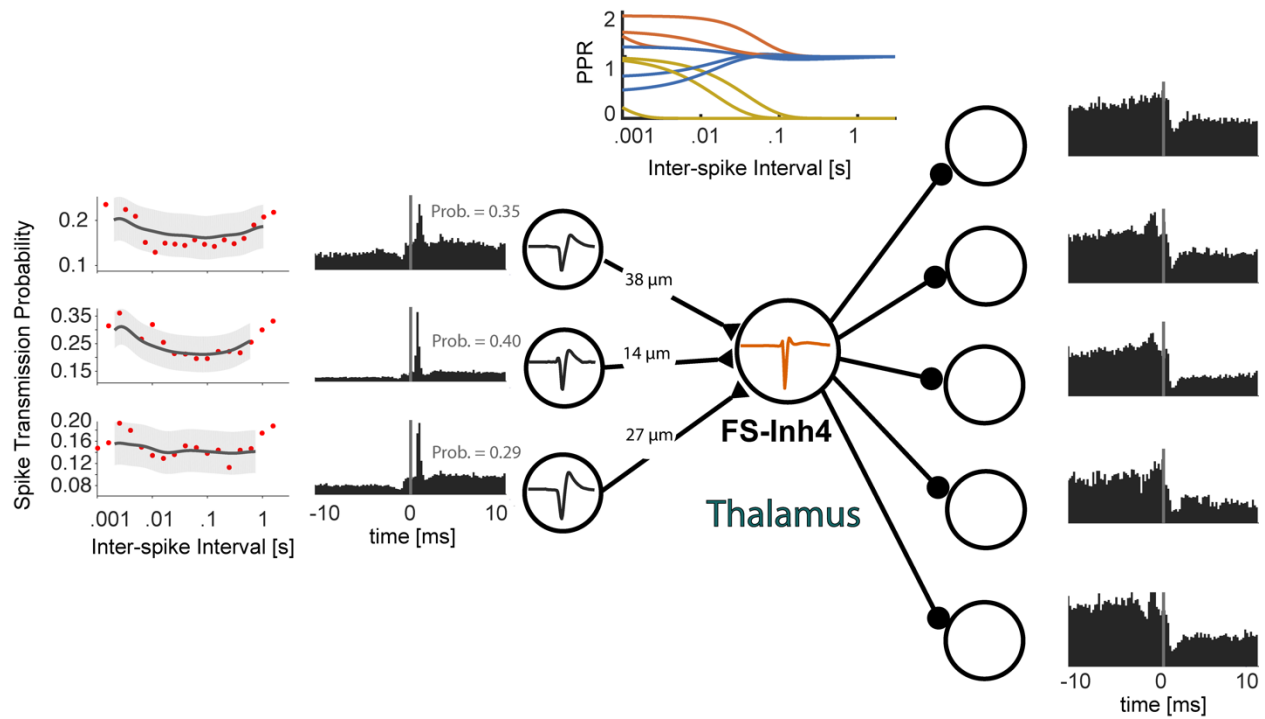 2
1
0
PPR
.001
.01
.1
1
Inter-spike Interval [s]
Spike Transmission Probability
0.2
0.1
Prob. = 0.35
38 µm
0.35
0.25
0.15
Prob. = 0.40
14 µm
0.20
0.16
0.12
0.08
Prob. = 0.29
27 µm
.001
.01
.1
1
Inter-spike Interval [s]
-10
0
10
time [ms]
FS-Inh4
Thalamus
-10
0
10
time [ms]